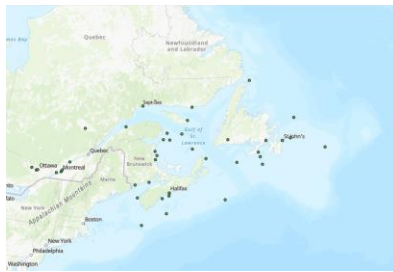 Quebec
Newfoundland
and Labrador
Sept-Îles
Gulf of
St Lawrence
St. John's
Quebec
Ottawa
Montreal
New
Brunswick
Maine
Halifax
New York
Appalachian Mountains
Boston
New York
Philadelphia
Washington